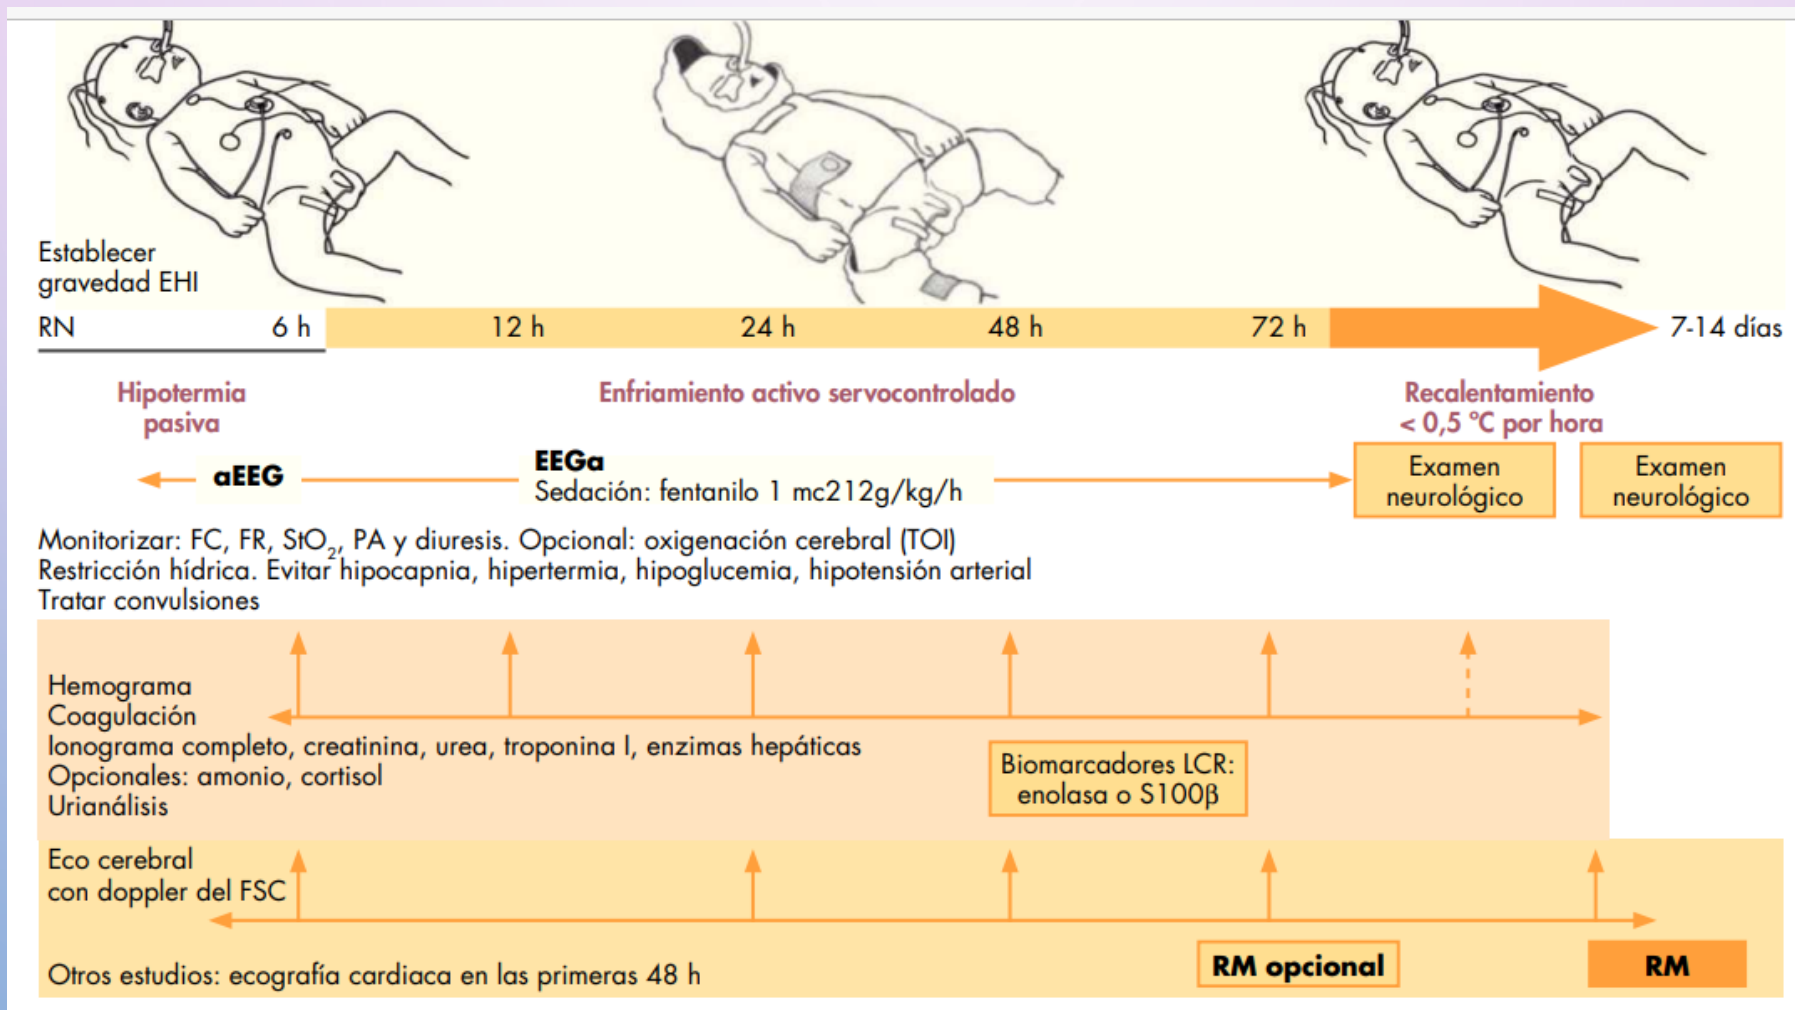 Establecer
gravedad EHI
RN 6 h 12 h 24 h 48 h 72 h 7-14 días
Hipotermia
pasiva
Enfriamiento activo servocontrolado
Recalentamiento
< 0,5 ºC por hora
aEEG
EEGa
Sedación: fentanilo 1 mc212g/kg/h
Examen
neurológico
Examen
neurológico
Monitorizar: FC, FR, StO₂, PA y diuresis. Opcional: oxigenación cerebral (TOI)
Restricción hídrica. Evitar hipocapnia, hipertermia, hipoglucemia, hipotensión arterial
Tratar convulsiones
Hemograma
Coagulación
Ionograma completo, creatinina, urea, troponina I, enzimas hepáticas
Opcionales: amonio, cortisol
Urianálisis
Biomarcadores LCR:
enolasa o S100β
Eco cerebral
con doppler del FSC
Otros estudios: ecografía cardiaca en las primeras 48 h
RM opcional
RM